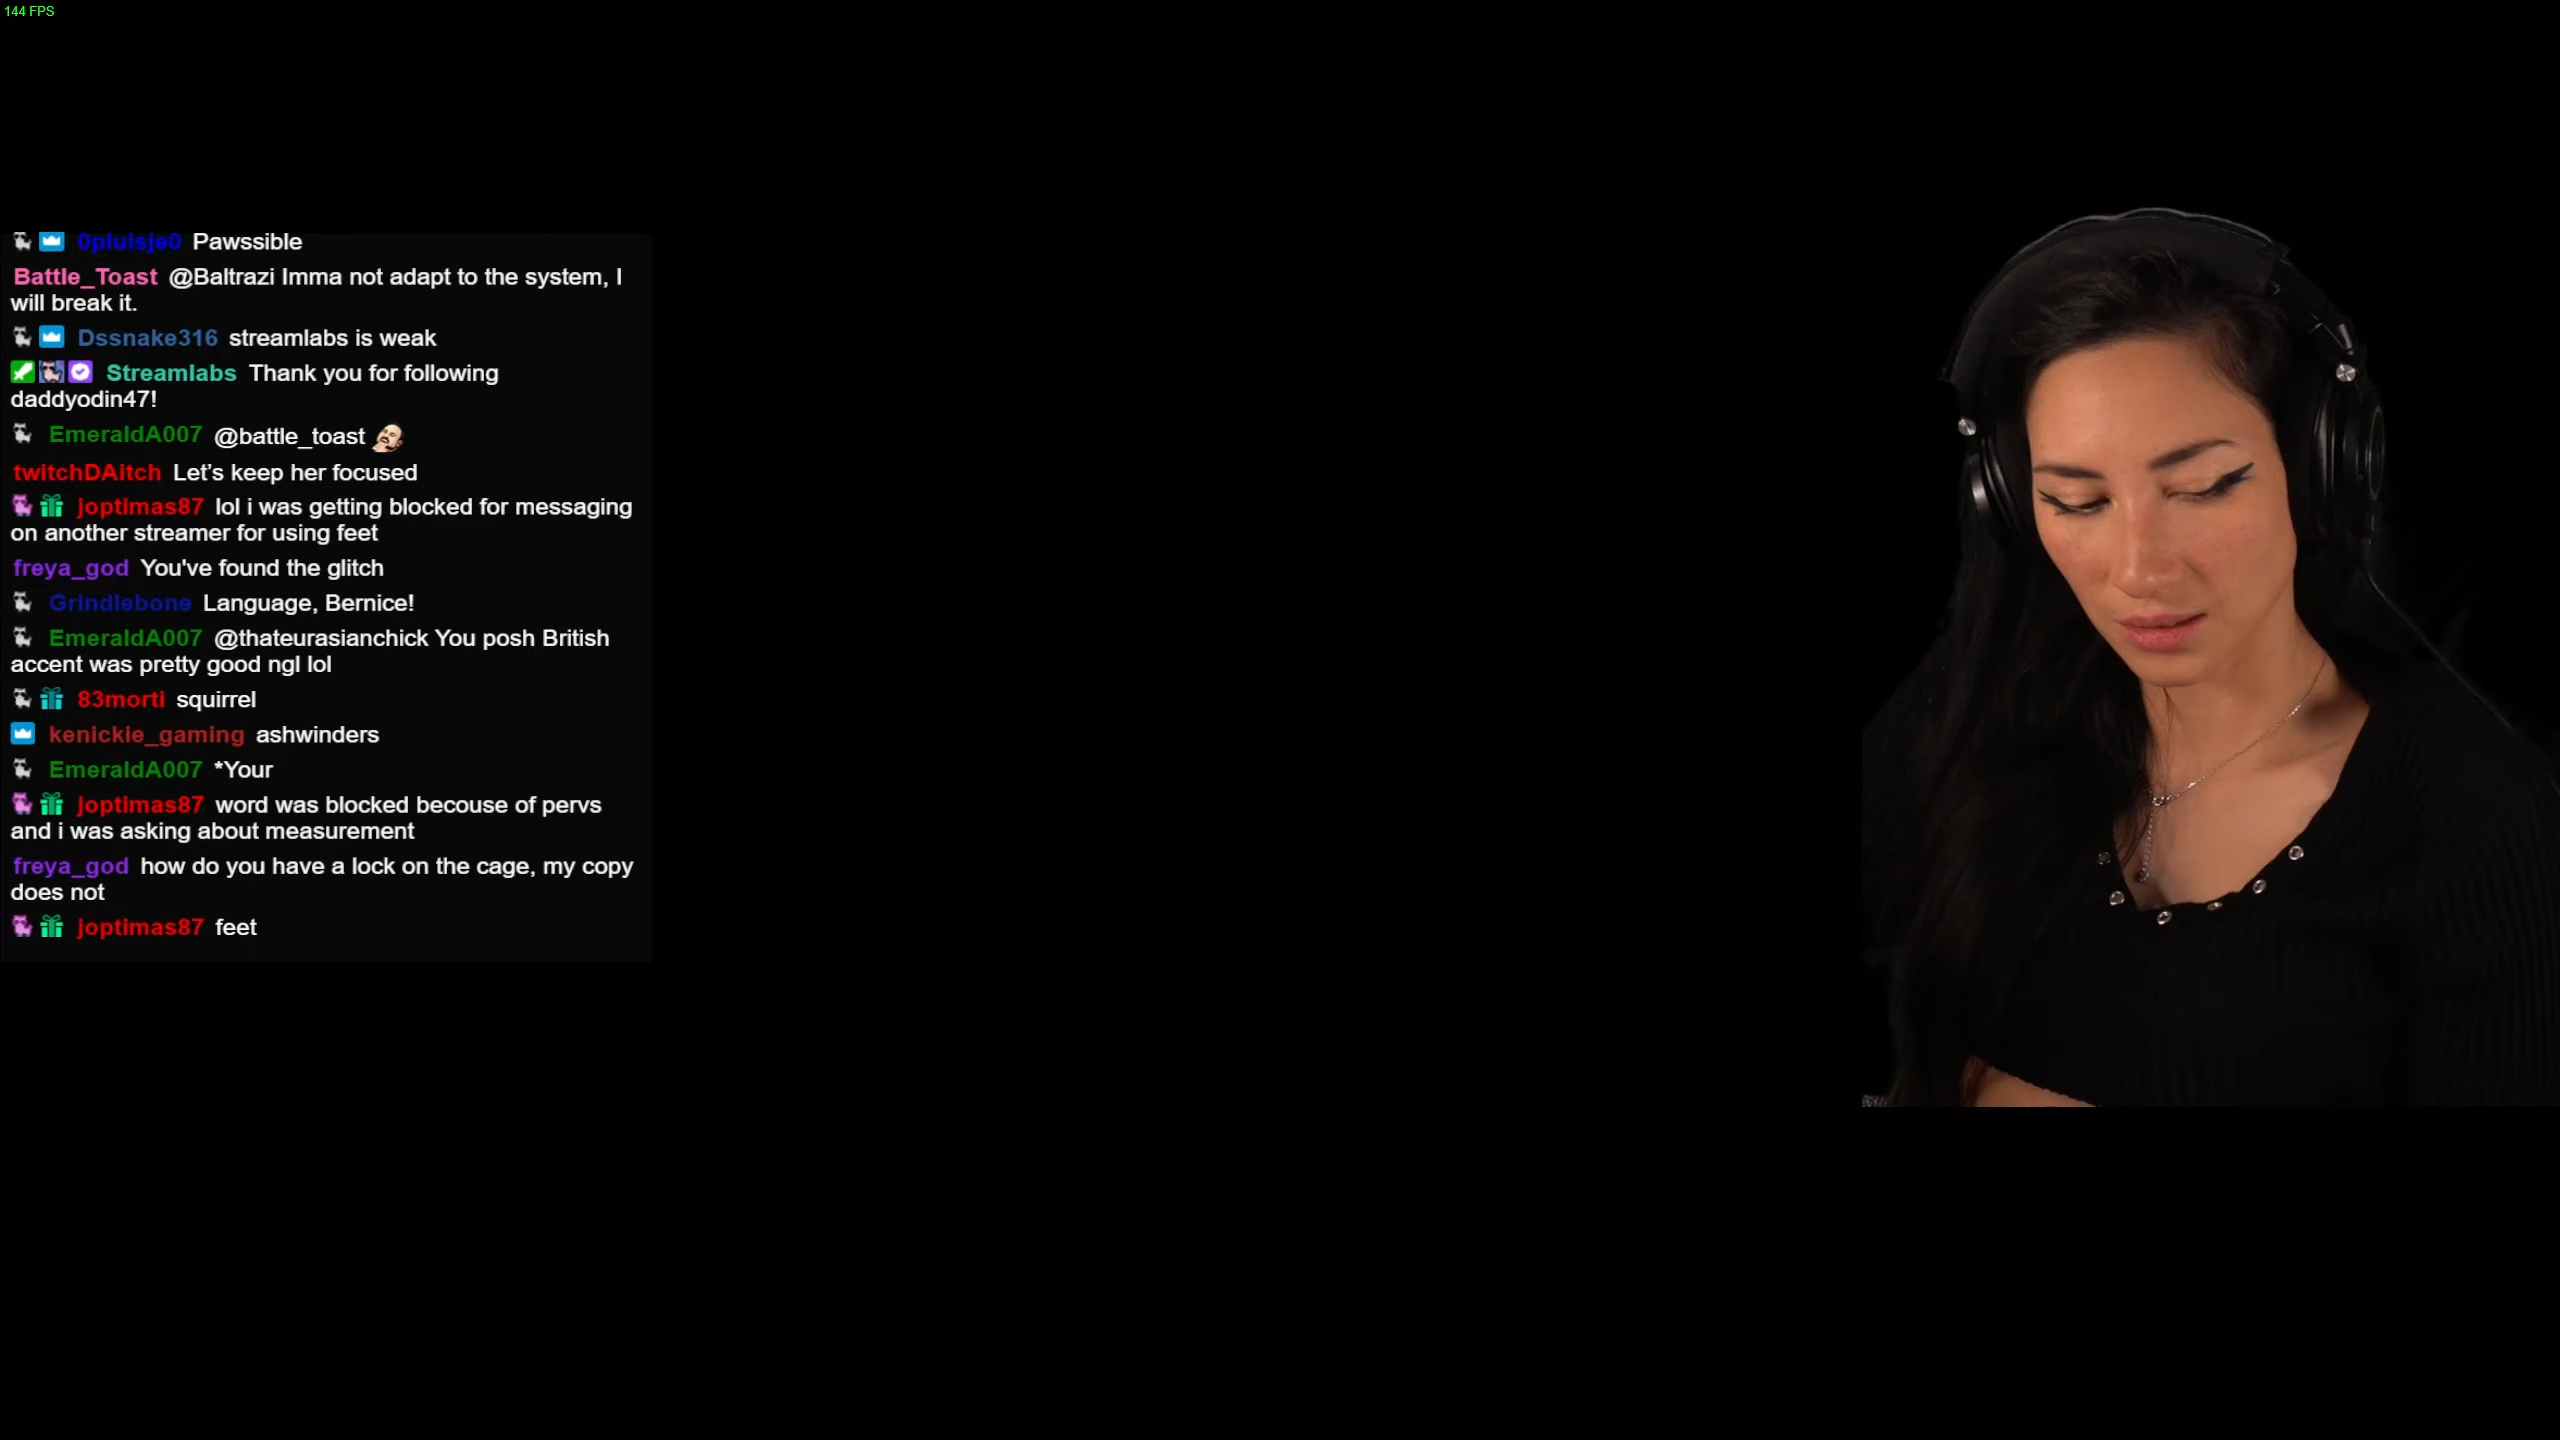 144 FPS
0pluisje0 Pawssible
Battle_Toast @Baltrazi Imma not adapt to the system, I
will break it.
Dssnake316 streamlabs is weak
Streamlabs Thank you for following
daddyodin47!
EmeraldA007 @battle_toast
twitchDAitch Let’s keep her focused
joptimas87 lol i was getting blocked for messaging
on another streamer for using feet
freya_god You've found the glitch
Grindlebone Language, Bernice!
EmeraldA007 @thateurasianchick You posh British
accent was pretty good ngl lol
83morti squirrel
kenickie_gaming ashwinders
EmeraldA007 *Your
joptimas87 word was blocked becouse of pervs
and i was asking about measurement
freya_god how do you have a lock on the cage, my copy
does not
joptimas87 feet